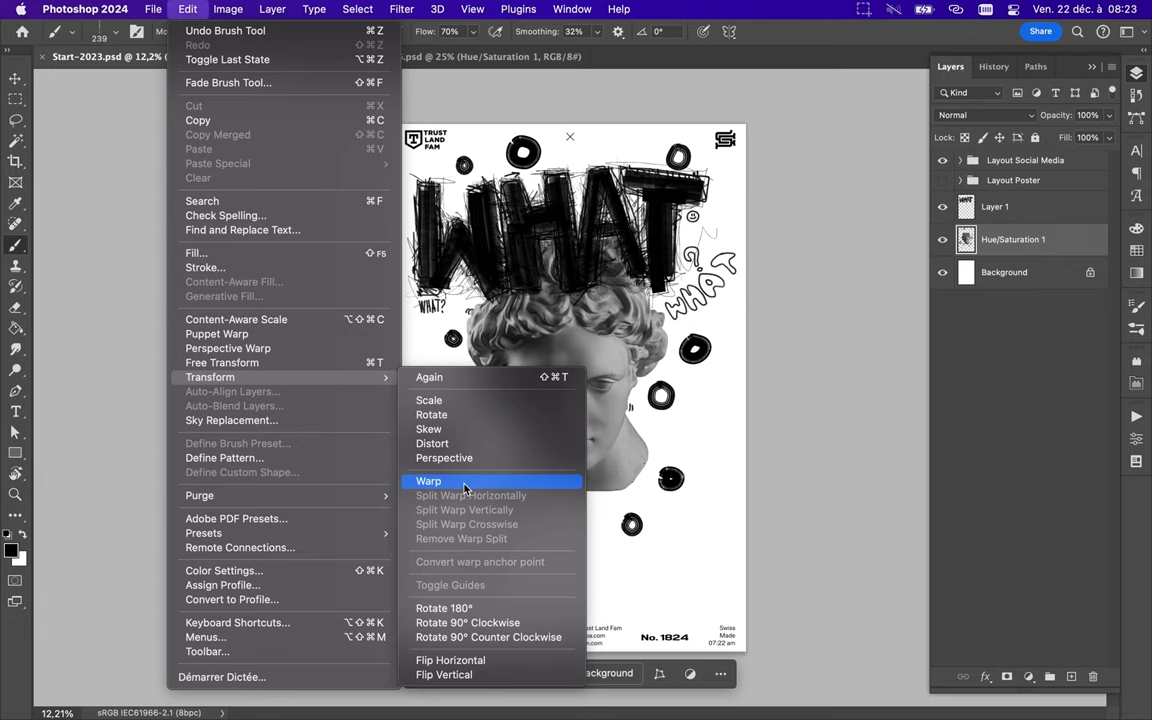 Photoshop 2024 File Edit Image Layer Type Select Filter 3D View Plugins Window Help Ven. 22 déc. à 08:23
239 Flow: 70% Smoothing: 32% 0° Share
Start-2023.psd @ 12,2% ( .psd @ 25% (Hue/Saturation 1, RGB/8#)
Undo Brush Tool ⌘Z
Redo ⇧⌘Z
Toggle Last State ⌥⌘Z
Fade Brush Tool... ⇧⌘F
Cut ⌘X
Copy ⌘C
Copy Merged ⇧⌘C
Paste ⌘V
Paste Special
Clear
Search ⌘F
Check Spelling...
Find and Replace Text...
Fill... ⇧F5
Stroke...
Content-Aware Fill...
Generative Fill...
Content-Aware Scale ⌥⇧⌘C
Puppet Warp
Perspective Warp
Free Transform ⌘T
Transform
Auto-Align Layers...
Auto-Blend Layers...
Sky Replacement...
Define Brush Preset...
Define Pattern...
Define Custom Shape...
Purge
Adobe PDF Presets...
Presets
Remote Connections...
Color Settings... ⇧⌘K
Assign Profile...
Convert to Profile...
Keyboard Shortcuts... ⌥⇧⌘K
Menus... ⌥⇧⌘M
Toolbar...
Démarrer Dictée...
Again ⇧⌘T
Scale
Rotate
Skew
Distort
Perspective
Warp
Split Warp Horizontally
Split Warp Vertically
Split Warp Crosswise
Remove Warp Split
Convert warp anchor point
Toggle Guides
Rotate 180°
Rotate 90° Clockwise
Rotate 90° Counter Clockwise
Flip Horizontal
Flip Vertical
TRUST
LAND
FAM
WHAT
WHAT?
WHAT?
No. 1824
Swiss
Made
07:22 am
Layers History Paths
Kind
Normal Opacity: 100%
Lock: Fill: 100%
Layout Social Media
Layout Poster
Layer 1
Hue/Saturation 1
Background
12,21% sRGB IEC61966-2.1 (8bpc)